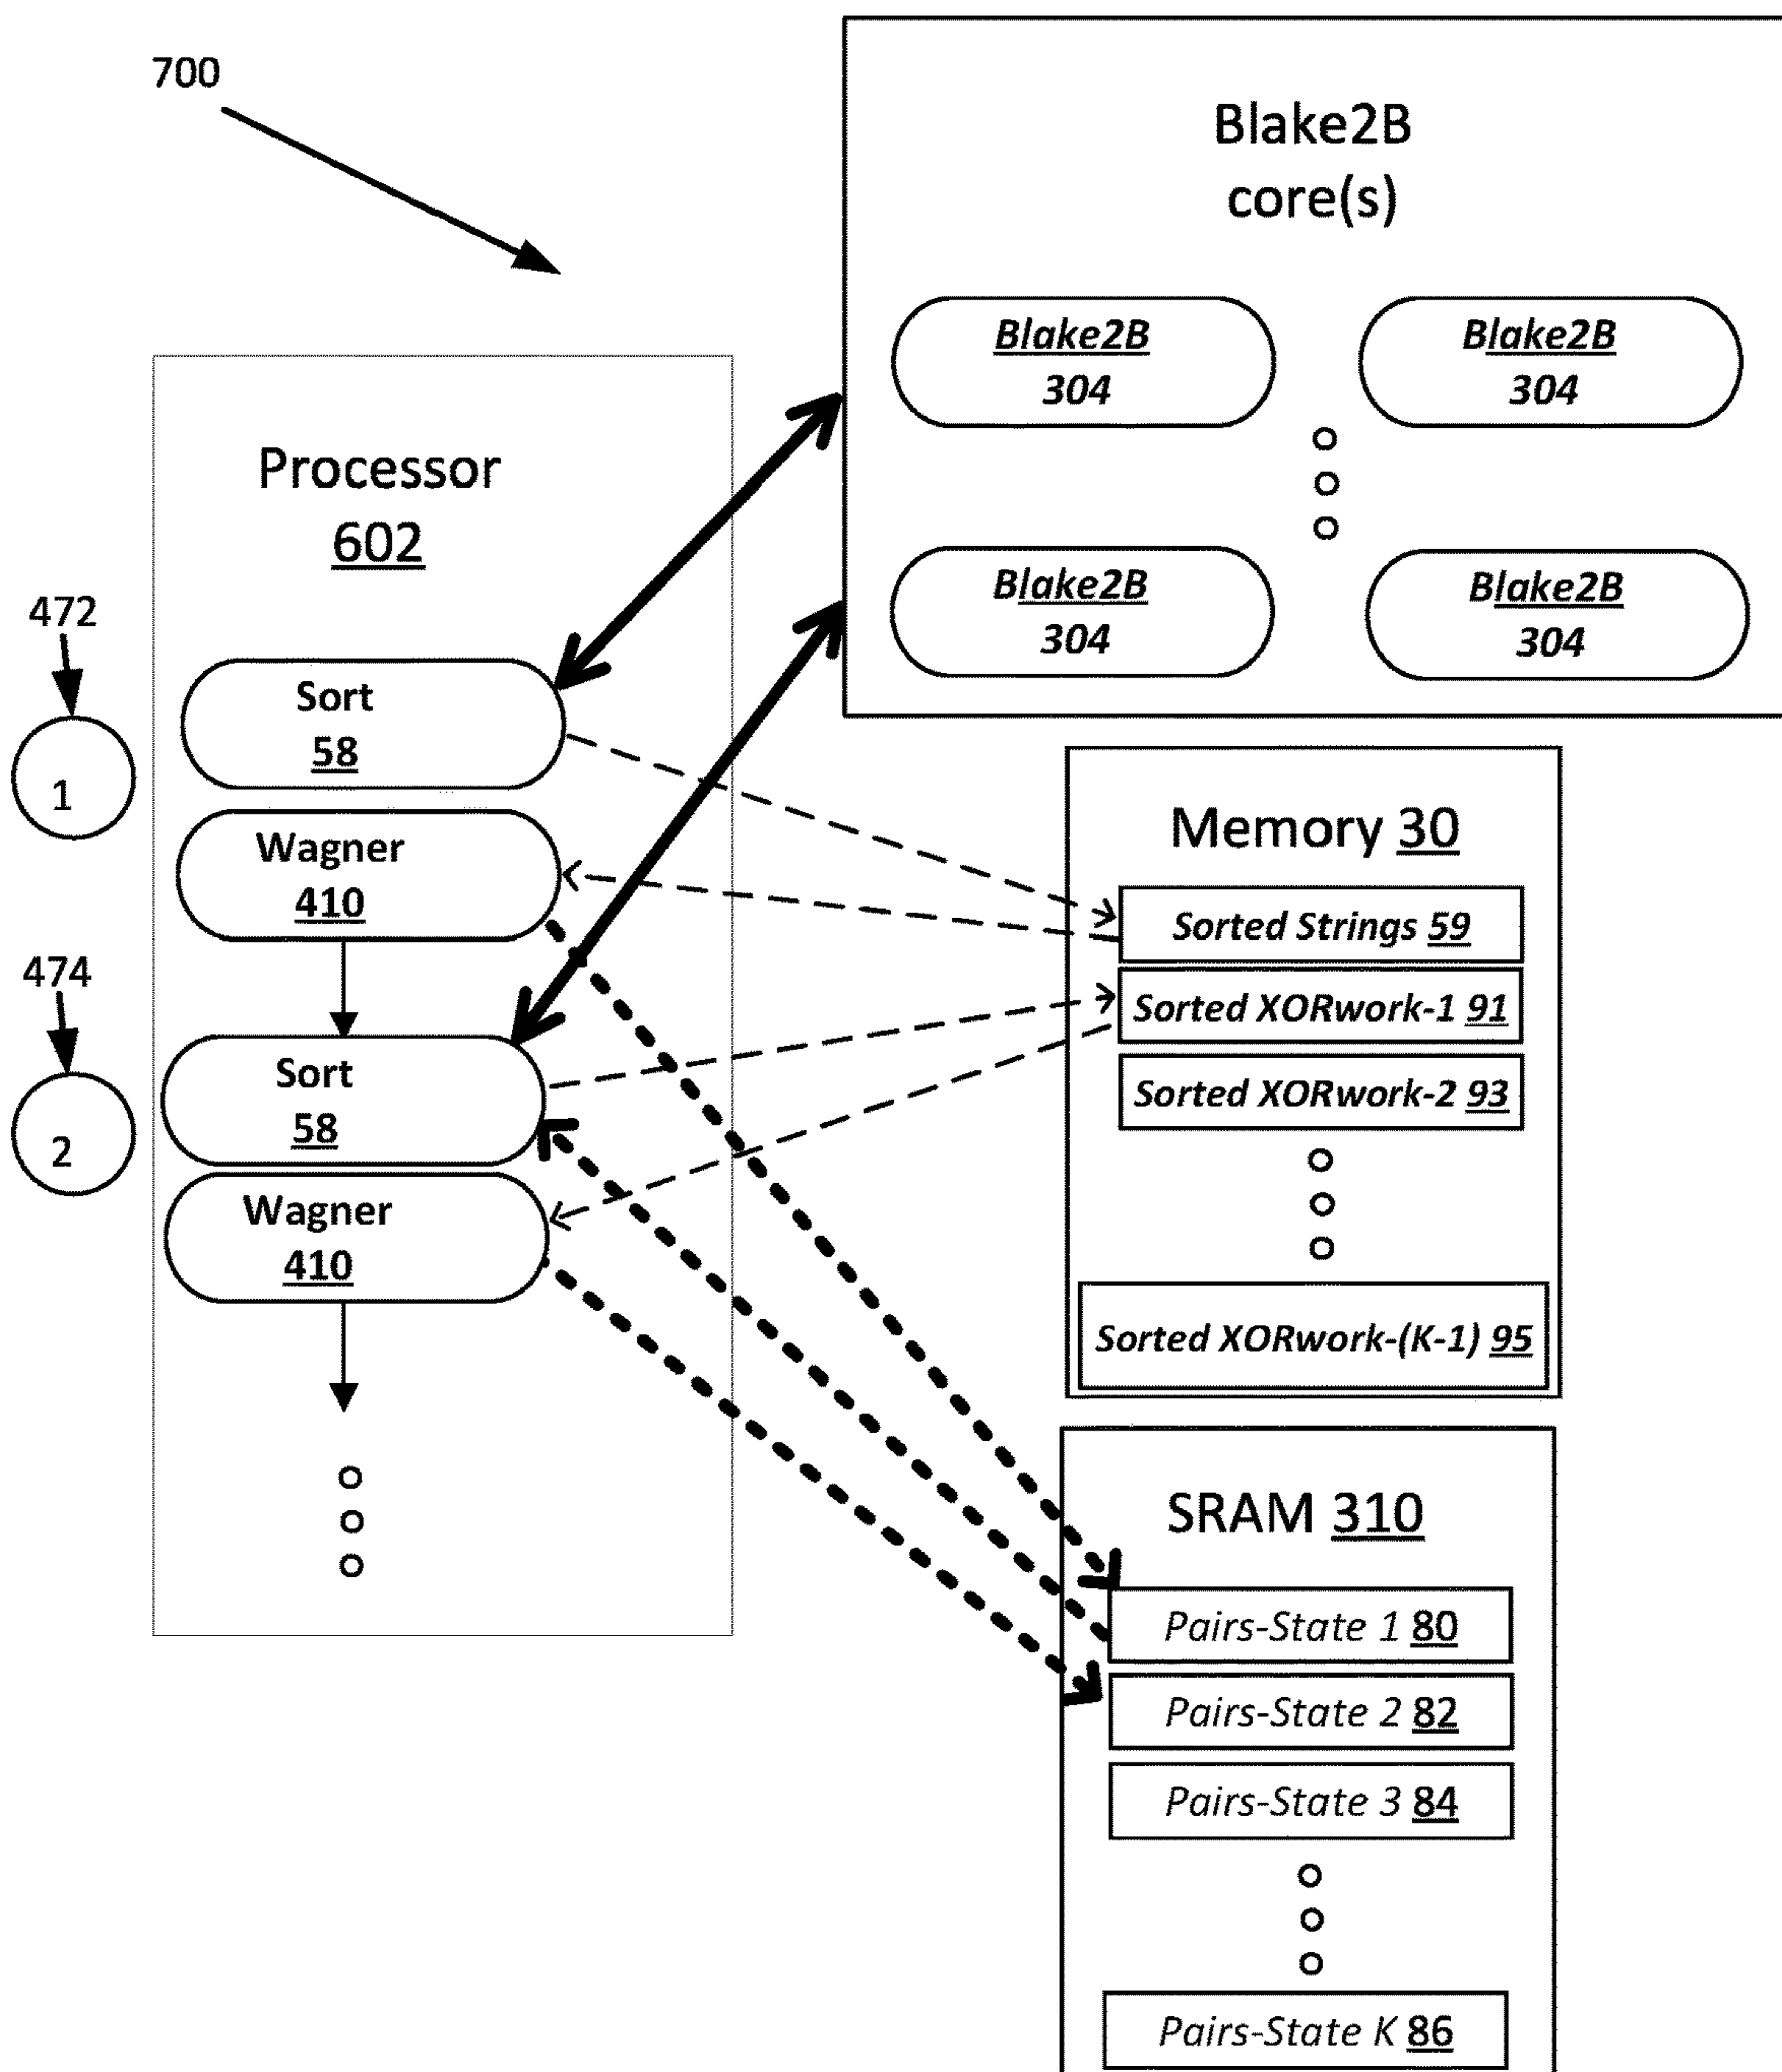 700
Blake2B
core(s)
Blake2B
304
Blake2B
304
Blake2B
304
Blake2B
304
Processor
602
472
1
Sort
58
Wagner
410
474
2
Sort
58
Wagner
410
Memory 30
Sorted Strings 59
Sorted XORwork-1 91
Sorted XORwork-2 93
Sorted XORwork-(K-1) 95
SRAM 310
Pairs-State 1 80
Pairs-State 2 82
Pairs-State 3 84
Pairs-State K 86